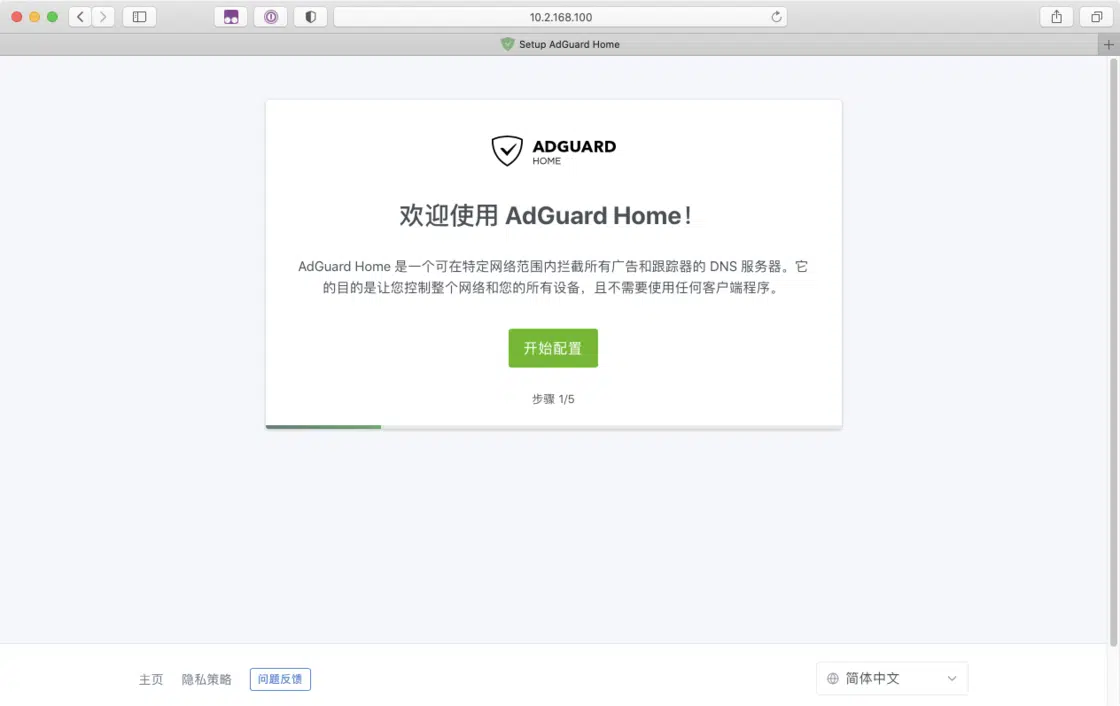 10.2.168.100
Setup AdGuard Home
ADGUARD
HOME
欢迎使用 AdGuard Home！
AdGuard Home 是一个可在特定网络范围内拦截所有广告和跟踪器的 DNS 服务器。它
的目的是让您控制整个网络和您的所有设备，且不需要使用任何客户端程序。
开始配置
步骤 1/5
主页 隐私策略 问题反馈 简体中文